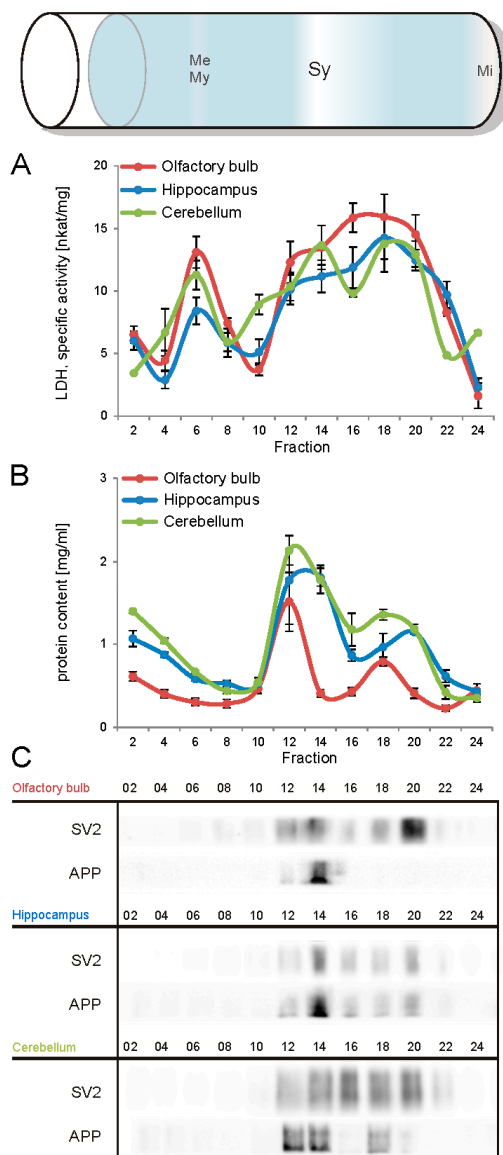 Me
My
Sy
Mi
A
Olfactory bulb
Hippocampus
Cerebellum
LDH, specific activity [nkat/mg]
20
15
10
5
0
2 4 6 8 10 12 14 16 18 20 22 24
Fraction
B
Olfactory bulb
Hippocampus
Cerebellum
protein content [mg/ml]
3
2
1
0
2 4 6 8 10 12 14 16 18 20 22 24
Fraction
C
Olfactory bulb 02 04 06 08 10 12 14 16 18 20 22 24
SV2
APP
Hippocampus 02 04 06 08 10 12 14 16 18 20 22 24
SV2
APP
Cerebellum 02 04 06 08 10 12 14 16 18 20 22 24
SV2
APP